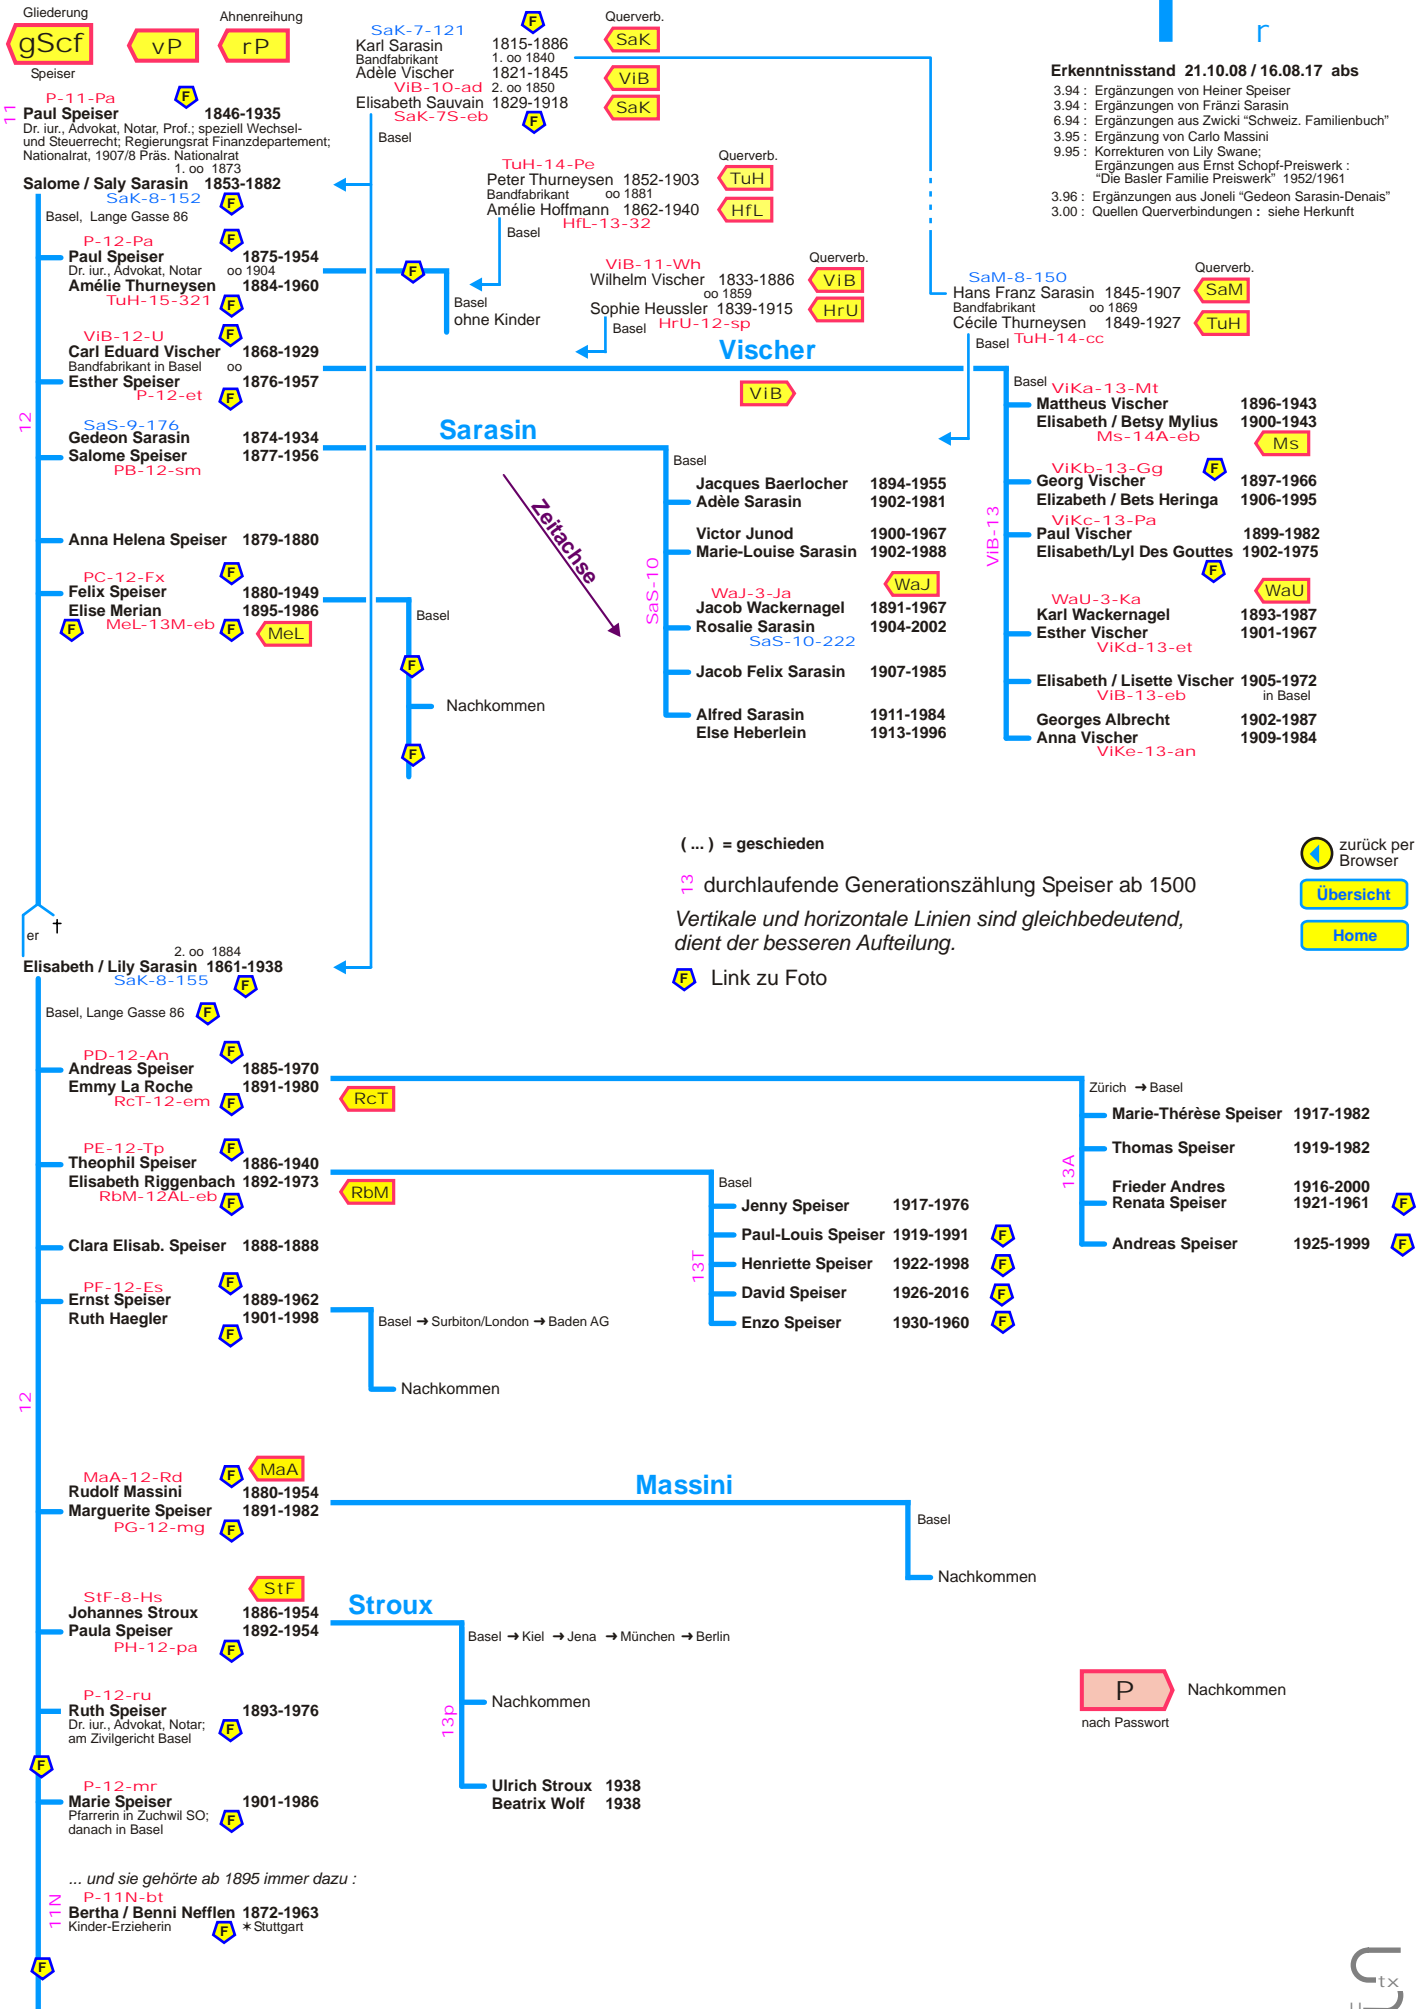 Gliederung
Ahnenreihung
gScf
vP
rP
Speiser
SaK-7-121
F
Querverb.
Karl Sarasin 1815-1886
SaK
Bandfabrikant 1. oo 1840
Adèle Vischer 1821-1845
ViB
ViB-10-ad 2. oo 1850
Elisabeth Sauvain 1829-1918
SaK
SaK-7S-eb
F
Basel
r
Erkenntnisstand 21.10.08 / 16.08.17 abs
3.94 : Ergänzungen von Heiner Speiser
3.94 : Ergänzungen von Fränzi Sarasin
6.94 : Ergänzungen aus Zwicki “Schweiz. Familienbuch”
3.95 : Ergänzung von Carlo Massini
9.95 : Korrekturen von Lily Swane;
Ergänzungen aus Ernst Schopf-Preiswerk :
“Die Basler Familie Preiswerk” 1952/1961
3.96 : Ergänzungen aus Joneli “Gedeon Sarasin-Denais”
3.00 : Quellen Querverbindungen : siehe Herkunft
11
P-11-Pa
F
Paul Speiser 1846-1935
Dr. iur., Advokat, Notar, Prof.; speziell Wechsel-
und Steuerrecht; Regierungsrat Finanzdepartement;
Nationalrat, 1907/8 Präs. Nationalrat
1. oo 1873
Salome / Saly Sarasin 1853-1882
SaK-8-152
F
Basel, Lange Gasse 86
TuH-14-Pe
Querverb.
Peter Thurneysen 1852-1903
TuH
Bandfabrikant oo 1881
Amélie Hoffmann 1862-1940
HfL
HfL-13-32
Basel
ViB-11-Wh
Querverb.
Wilhelm Vischer 1833-1886
ViB
oo 1859
Sophie Heussler 1839-1915
HrU
Basel HrU-12-sp
SaM-8-150
Querverb.
Hans Franz Sarasin 1845-1907
SaM
Bandfabrikant oo 1869
Cécile Thurneysen 1849-1927
TuH
Basel TuH-14-cc
P-12-Pa
F
Paul Speiser 1875-1954
Dr. iur., Advokat, Notar oo 1904
Amélie Thurneysen 1884-1960
TuH-15-321
F
F
Basel
ohne Kinder
ViB-12-U
F
Carl Eduard Vischer 1868-1929
Bandfabrikant in Basel oo
Esther Speiser 1876-1957
P-12-et
F
Vischer
ViB
12
SaS-9-176
Gedeon Sarasin 1874-1934
Salome Speiser 1877-1956
PB-12-sm
Sarasin
Zeitachse
Anna Helena Speiser 1879-1880
PC-12-Fx
F
Felix Speiser 1880-1949
Elise Merian 1895-1986
F
MeL-13M-eb
F
MeL
Basel
F
Nachkommen
F
Basel
SaS-10
Jacques Baerlocher 1894-1955
Adèle Sarasin 1902-1981
Victor Junod 1900-1967
Marie-Louise Sarasin 1902-1988
WaJ-3-Ja
WaJ
Jacob Wackernagel 1891-1967
Rosalie Sarasin 1904-2002
SaS-10-222
Jacob Felix Sarasin 1907-1985
Alfred Sarasin 1911-1984
Else Heberlein 1913-1996
Basel
ViB-13
ViKa-13-Mt
Mattheus Vischer 1896-1943
Elisabeth / Betsy Mylius 1900-1943
Ms-14A-eb
Ms
ViKb-13-Gg
F
Georg Vischer 1897-1966
Elizabeth / Bets Heringa 1906-1995
ViKc-13-Pa
Paul Vischer 1899-1982
Elisabeth/Lyl Des Gouttes 1902-1975
F
WaU-3-Ka
WaU
Karl Wackernagel 1893-1987
Esther Vischer 1901-1967
ViKd-13-et
Elisabeth / Lisette Vischer 1905-1972
ViB-13-eb in Basel
Georges Albrecht 1902-1987
Anna Vischer 1909-1984
ViKe-13-an
( ... ) = geschieden
13 durchlaufende Generationszählung Speiser ab 1500
Vertikale und horizontale Linien sind gleichbedeutend,
dient der besseren Aufteilung.
F Link zu Foto
zurück per
Browser
Übersicht
Home
er †
2. oo 1884
Elisabeth / Lily Sarasin 1861-1938
SaK-8-155
F
Basel, Lange Gasse 86 F
12
PD-12-An
F
Andreas Speiser 1885-1970
Emmy La Roche 1891-1980
RcT-12-em
F
RcT
Zürich ➔ Basel
13A
Marie-Thérèse Speiser 1917-1982
Thomas Speiser 1919-1982
Frieder Andres 1916-2000
Renata Speiser 1921-1961 F
Andreas Speiser 1925-1999 F
PE-12-Tp
F
Theophil Speiser 1886-1940
Elisabeth Riggenbach 1892-1973
RbM-12AL-eb
F
RbM
Basel
13T
Jenny Speiser 1917-1976
Paul-Louis Speiser 1919-1991 F
Henriette Speiser 1922-1998 F
David Speiser 1926-2016 F
Enzo Speiser 1930-1960 F
Clara Elisab. Speiser 1888-1888
PF-12-Es
F
Ernst Speiser 1889-1962
Ruth Haegler 1901-1998
F
Basel ➔ Surbiton/London ➔ Baden AG
Nachkommen
MaA-12-Rd
F
MaA
Rudolf Massini 1880-1954
Marguerite Speiser 1891-1982
PG-12-mg
F
Massini
Basel
Nachkommen
StF-8-Hs
StF
Johannes Stroux 1886-1954
Paula Speiser 1892-1954
PH-12-pa
F
Stroux
Basel ➔ Kiel ➔ Jena ➔ München ➔ Berlin
13p
Nachkommen
Ulrich Stroux 1938
Beatrix Wolf 1938
P
Nachkommen
nach Passwort
P-12-ru
Ruth Speiser 1893-1976
Dr. iur., Advokat, Notar;
am Zivilgericht Basel
F
F
P-12-mr
Marie Speiser 1901-1986
Pfarrerin in Zuchwil SO;
danach in Basel
F
... und sie gehörte ab 1895 immer dazu :
11N
P-11N-bt
Bertha / Benni Nefflen 1872-1963
Kinder-Erzieherin F ✶ Stuttgart
F
tx